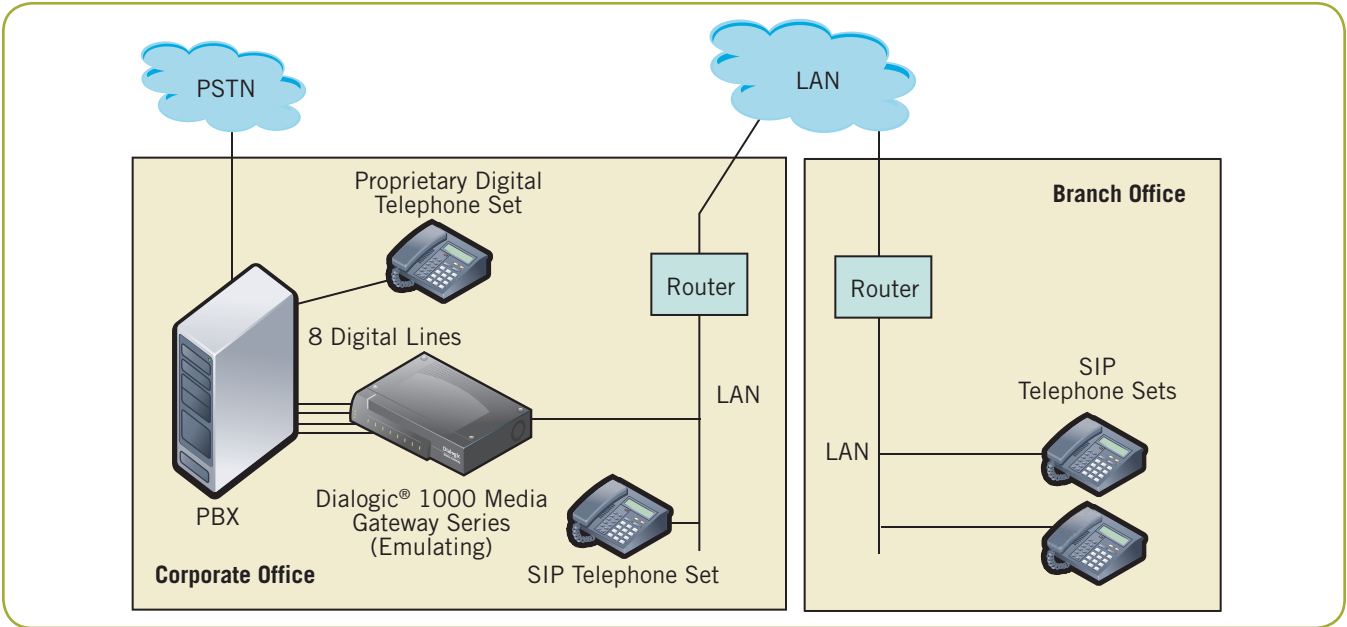 PSTN
LAN
Proprietary Digital
Telephone Set
Branch Office
Router
Router
8 Digital Lines
SIP
Telephone Sets
LAN
LAN
Dialogic
PBX
Dialogic® 1000 Media
Gateway Series
(Emulating)
Corporate Office
SIP Telephone Set